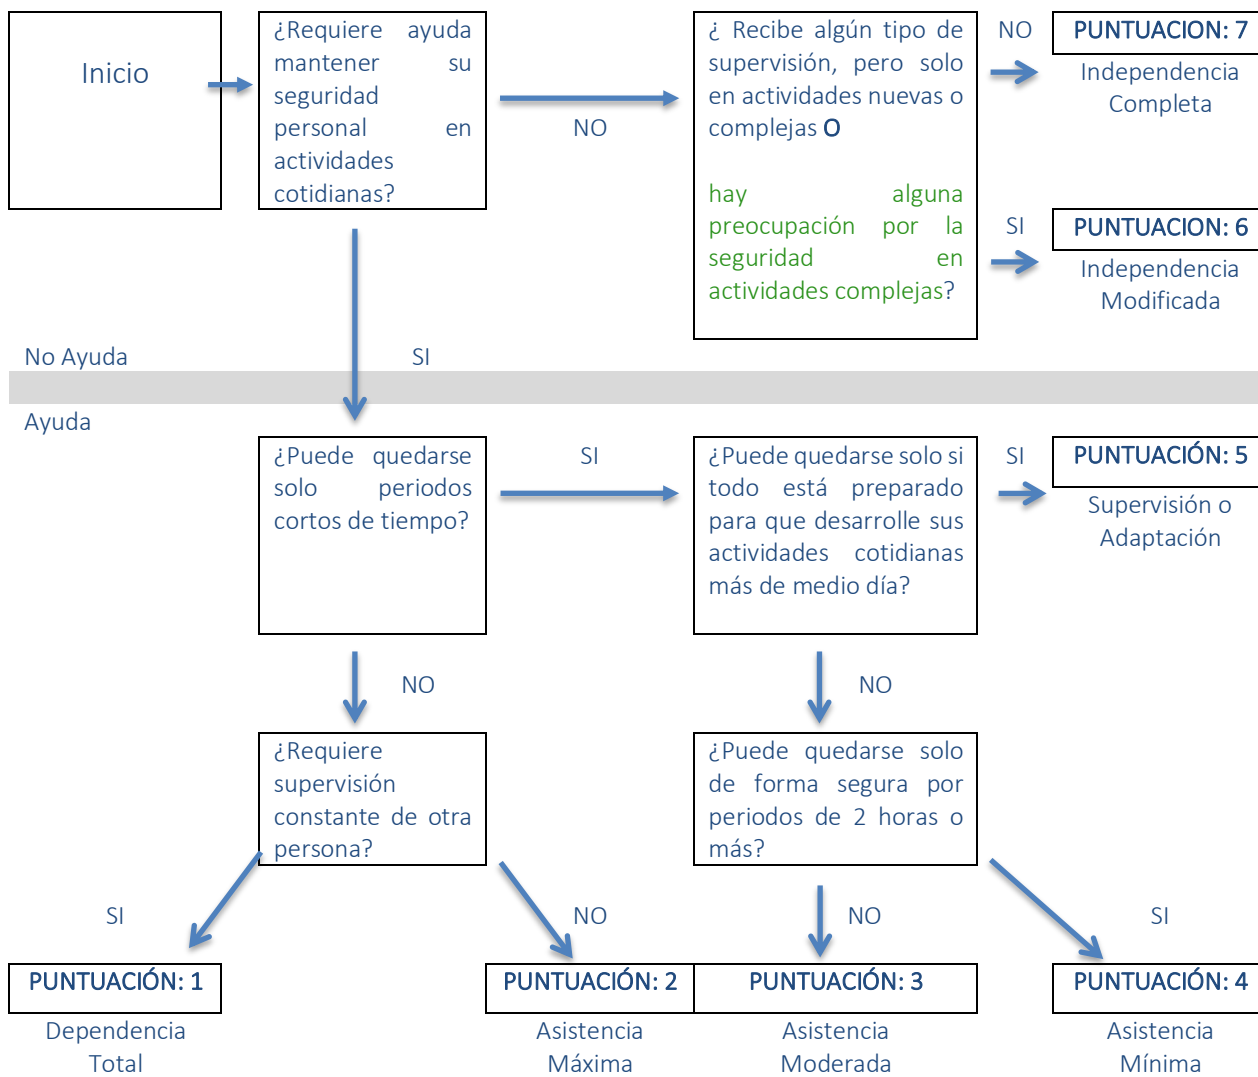 Inicio
¿Requiere ayuda
mantener su
seguridad
personal en
actividades
cotidianas?
NO
¿ Recibe algún tipo de
supervisión, pero solo
en actividades nuevas o
complejas O
hay alguna
preocupación por la
seguridad en
actividades complejas?
NO
PUNTUACION: 7
Independencia
Completa
SI
PUNTUACION: 6
Independencia
Modificada
No Ayuda
SI
Ayuda
¿Puede quedarse
solo periodos
cortos de tiempo?
SI
¿Puede quedarse solo si
todo está preparado
para que desarrolle sus
actividades cotidianas
más de medio día?
SI
PUNTUACIÓN: 5
Supervisión o
Adaptación
NO
NO
¿Requiere
supervisión
constante de otra
persona?
¿Puede quedarse solo
de forma segura por
periodos de 2 horas o
más?
SI
NO
NO
SI
PUNTUACIÓN: 1
Dependencia
Total
PUNTUACIÓN: 2
Asistencia
Máxima
PUNTUACIÓN: 3
Asistencia
Moderada
PUNTUACIÓN: 4
Asistencia
Mínima